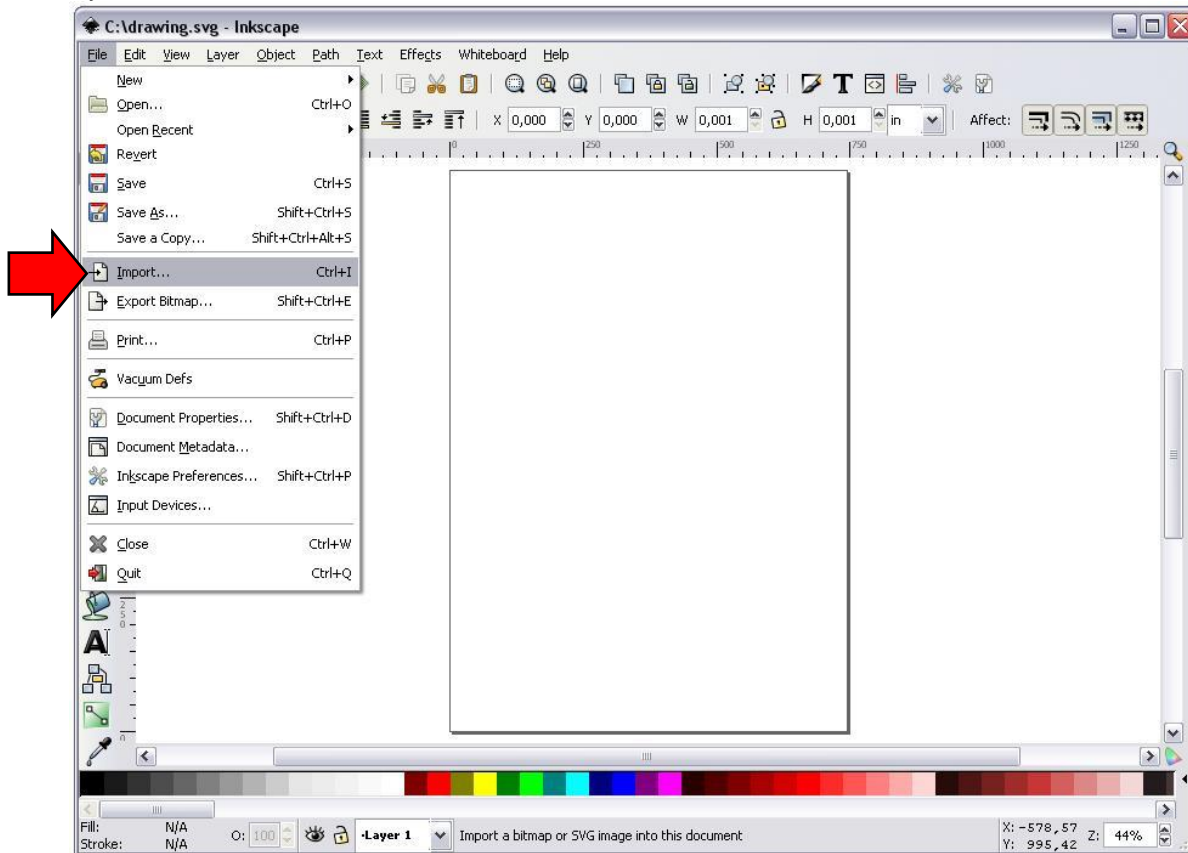 C:\drawing.svg - Inkscape
File Edit View Layer Object Path Text Effects Whiteboard Help
New
Open... Ctrl+O
Open Recent
Revert
Save Ctrl+S
Save As... Shift+Ctrl+S
Save a Copy... Shift+Ctrl+Alt+S
Import... Ctrl+I
Export Bitmap... Shift+Ctrl+E
Print... Ctrl+P
Vacuum Defs
Document Properties... Shift+Ctrl+D
Document Metadata...
Inkscape Preferences... Shift+Ctrl+P
Input Devices...
Close Ctrl+W
Quit Ctrl+Q
X 0,000 Y 0,000 W 0,001 H 0,001 in Affect:
0 250 500 750 1000 1250
250
0
Fill: N/A
Stroke: N/A
O: 100 ·Layer 1 Import a bitmap or SVG image into this document
X: -578,57
Y: 995,42
Z: 44%